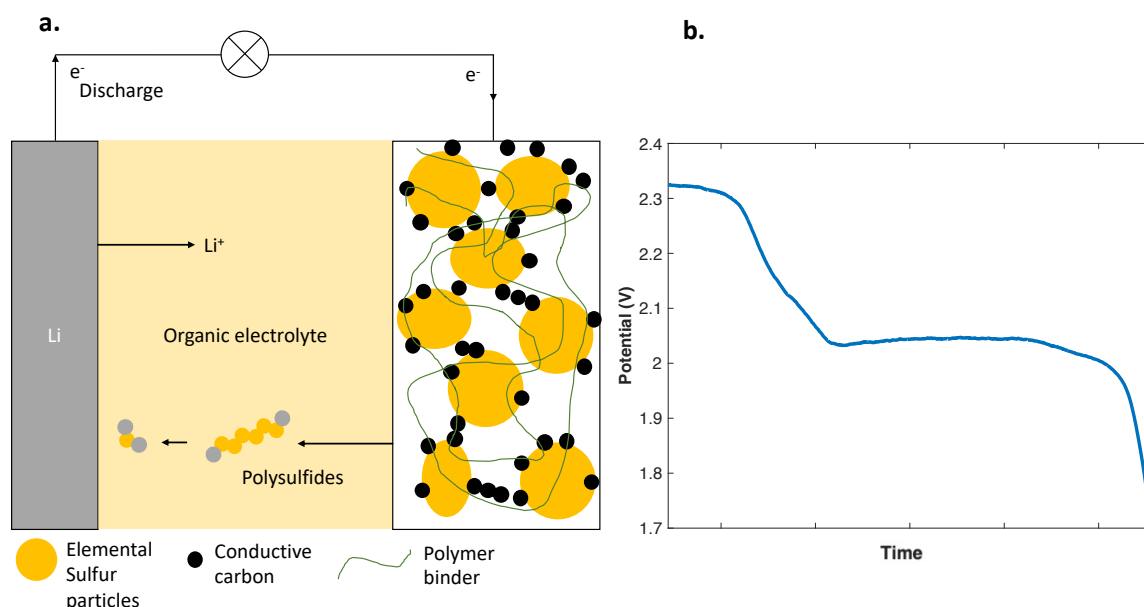 a.
e-
Discharge
e-
Li+
Li
Organic electrolyte
Polysulfides
Elemental
Sulfur
particles
Conductive
carbon
Polymer
binder
b.
2.4
2.3
2.2
2.1
2
1.9
1.8
1.7
Potential (V)
Time